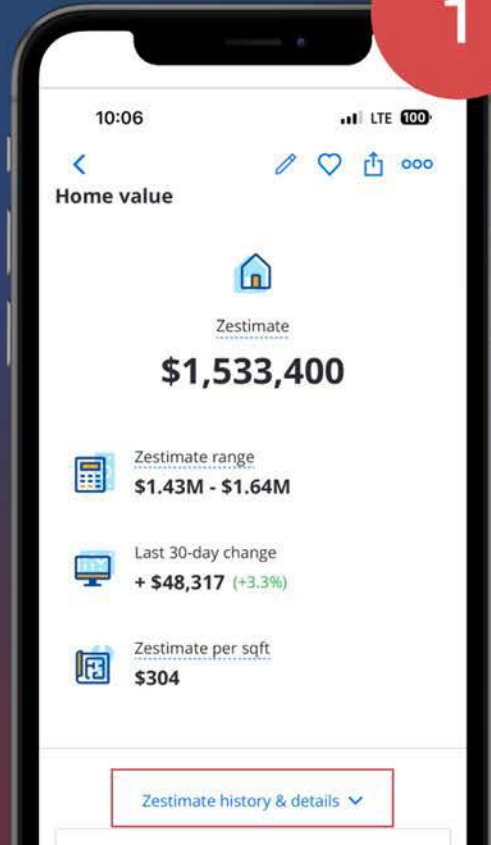 1
10:06 LTE 100
Home value
Zestimate
$1,533,400
Zestimate range
$1.43M - $1.64M
Last 30-day change
+ $48,317 (+3.3%)
Zestimate per sqft
$304
Zestimate history & details